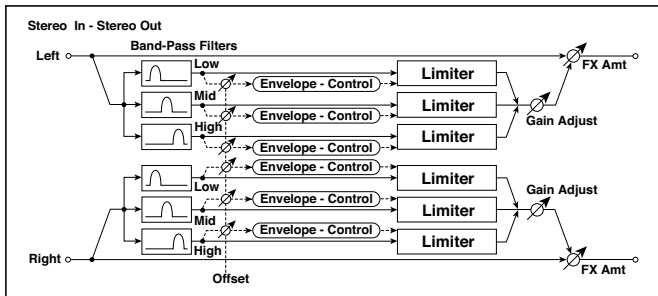 Stereo In - Stereo Out
Band-Pass Filters
Left
Low
Envelope - Control
Limiter
FX Amt
Mid
Envelope - Control
Limiter
High
Envelope - Control
Limiter
Gain Adjust
Envelope - Control
Low
Limiter
Gain Adjust
Envelope - Control
Mid
Limiter
Envelope - Control
High
Limiter
Right
Offset
FX Amt